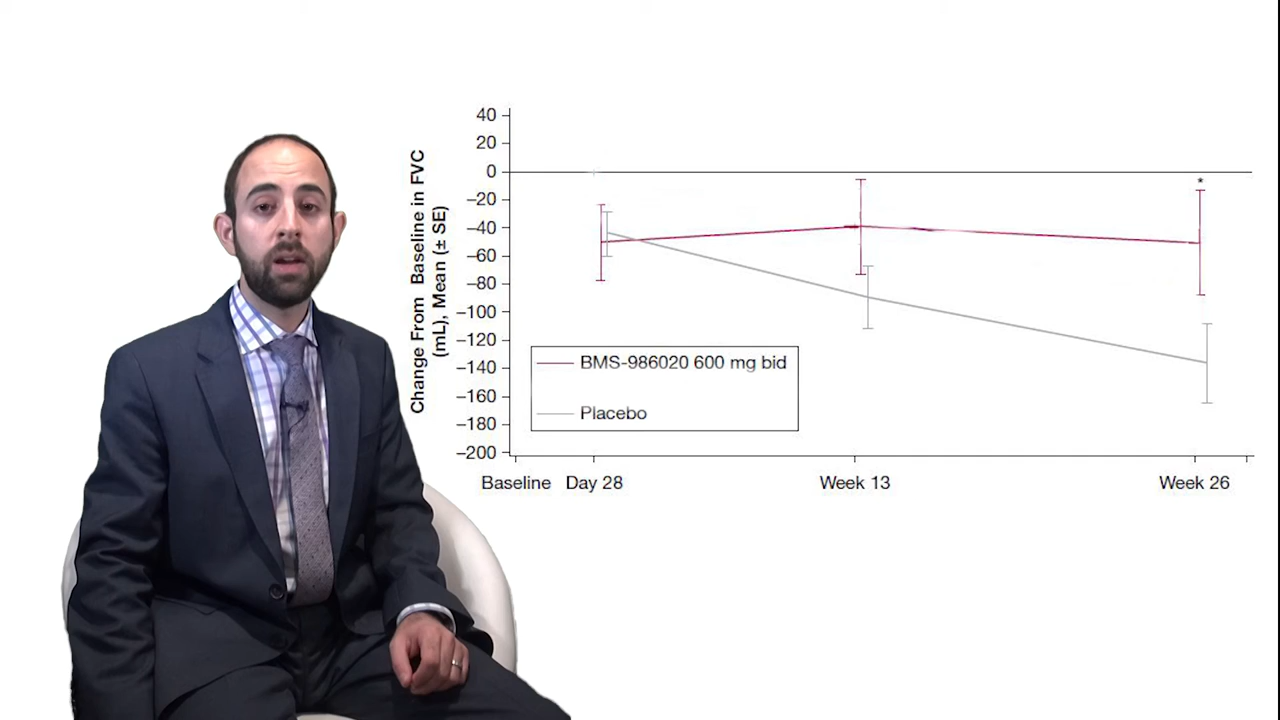 Change From Baseline in FVC
(mL), Mean (± SE)
40
20
0
–20
–40
–60
–80
–100
–120
–140
–160
–180
–200
*
BMS-986020 600 mg bid
Placebo
Baseline Day 28 Week 13 Week 26